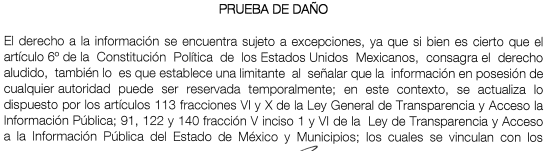 PRUEBA DE DAÑO
El derecho a la información se encuentra sujeto a excepciones, ya que si bien es cierto que el
artículo 6º de la Constitución Política de los Estados Unidos Mexicanos, consagra el derecho
aludido, también lo es que establece una limitante al señalar que la información en posesión de
cualquier autoridad puede ser reservada temporalmente; en este contexto, se actualiza lo
dispuesto por los artículos 113 fracciones VI y X de la Ley General de Transparencia y Acceso la
Información Pública; 91, 122 y 140 fracción V inciso 1 y VI de la Ley de Transparencia y Acceso
a la Información Pública del Estado de México y Municipios; los cuales se vinculan con los